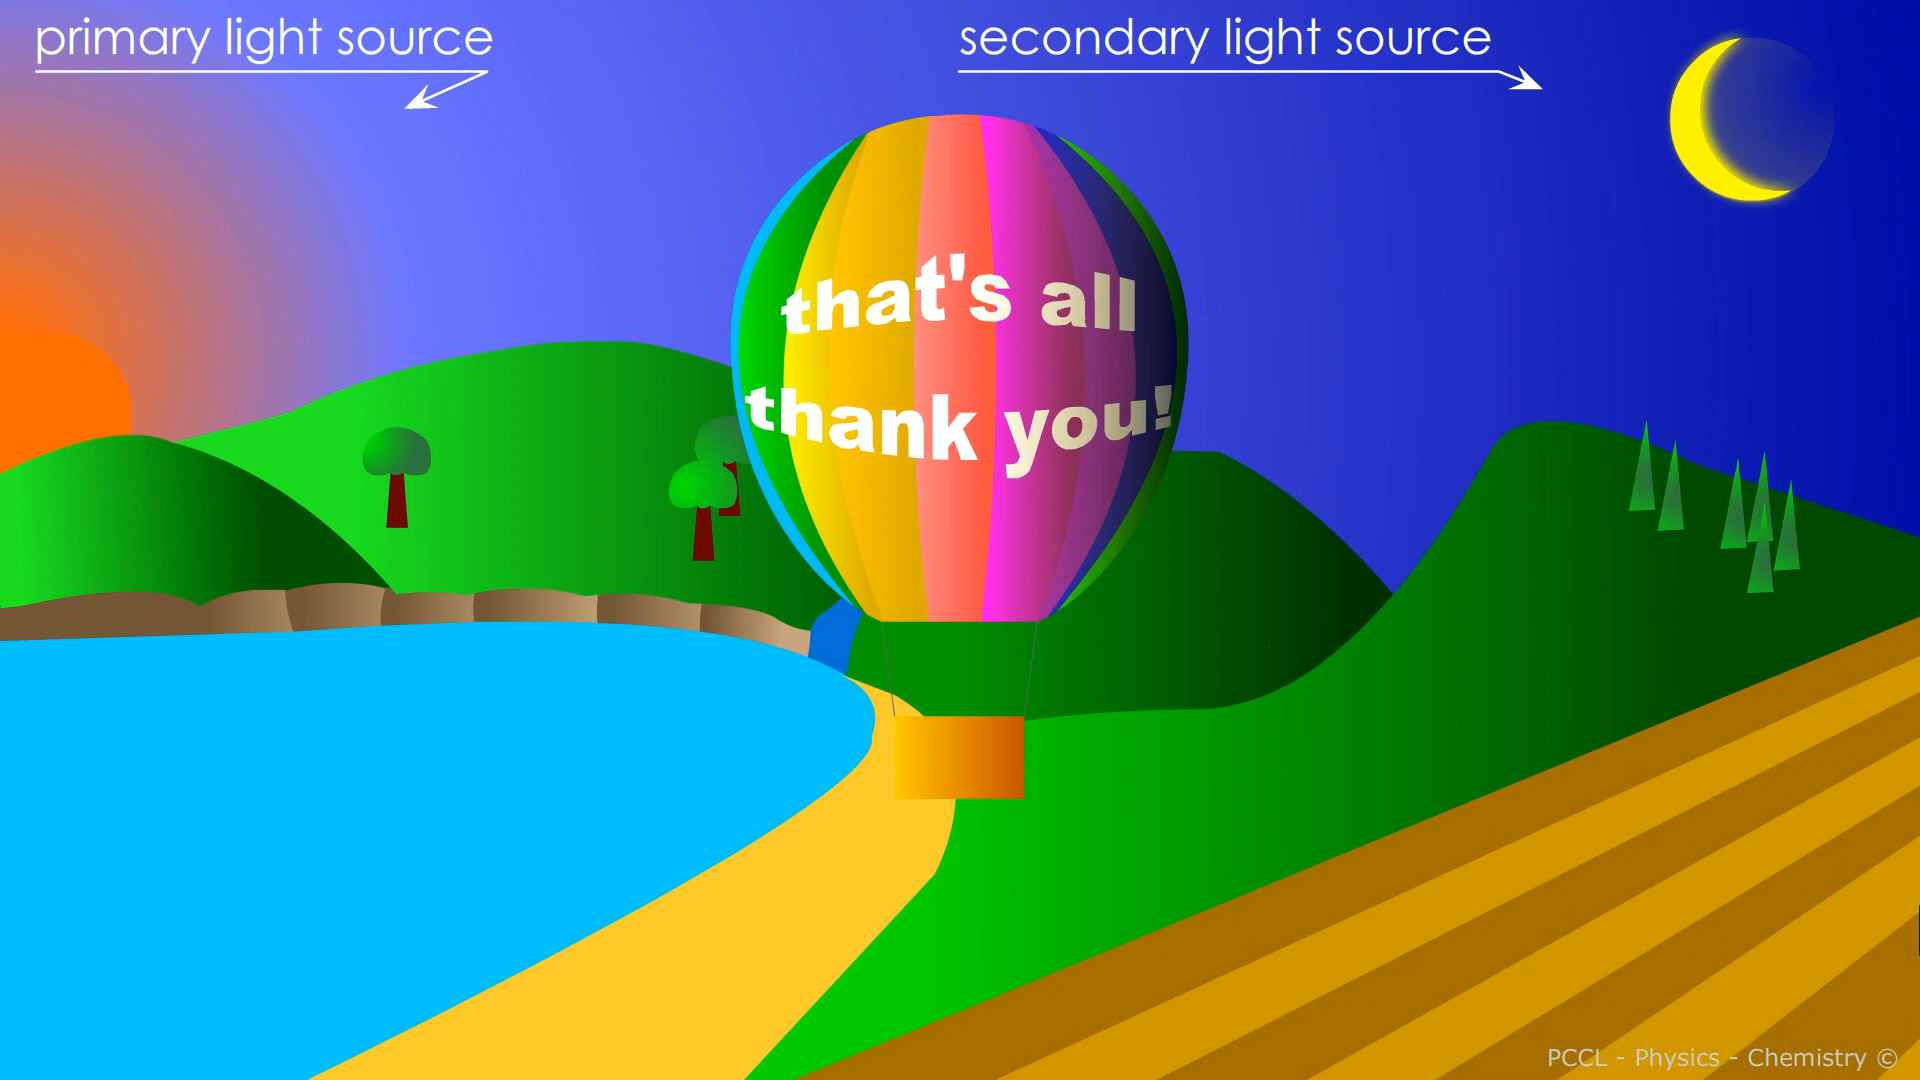 primary light source
secondary light source
that's all
thank you!
PCCL - Physics - Chemistry ©